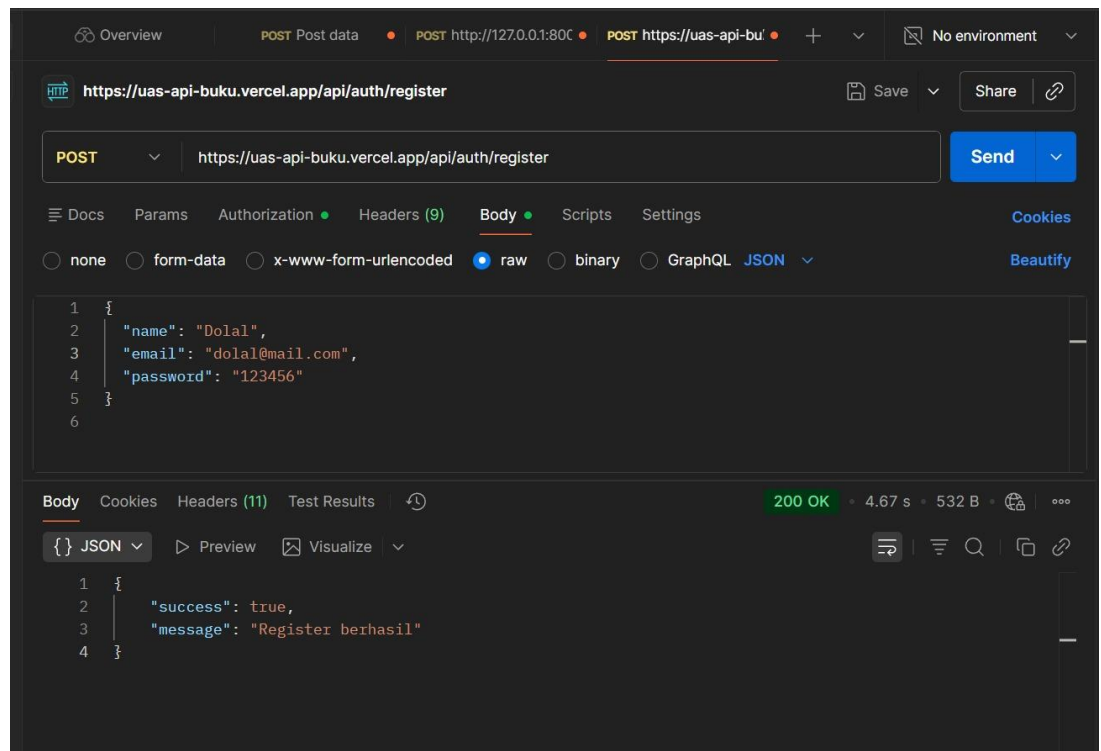 Overview POST Post data POST http://127.0.0.1:800 POST https://uas-api-bu No environment
HTTP https://uas-api-buku.vercel.app/api/auth/register Save Share
POST https://uas-api-buku.vercel.app/api/auth/register Send
Docs Params Authorization Headers (9) Body Scripts Settings Cookies
none form-data x-www-form-urlencoded raw binary GraphQL JSON Beautify
1 {
2 "name": "Dolal",
3 "email": "dolal@mail.com",
4 "password": "123456"
5 }
6
Body Cookies Headers (11) Test Results 200 OK • 4.67 s • 532 B •
{} JSON Preview Visualize
1 {
2 "success": true,
3 "message": "Register berhasil"
4 }